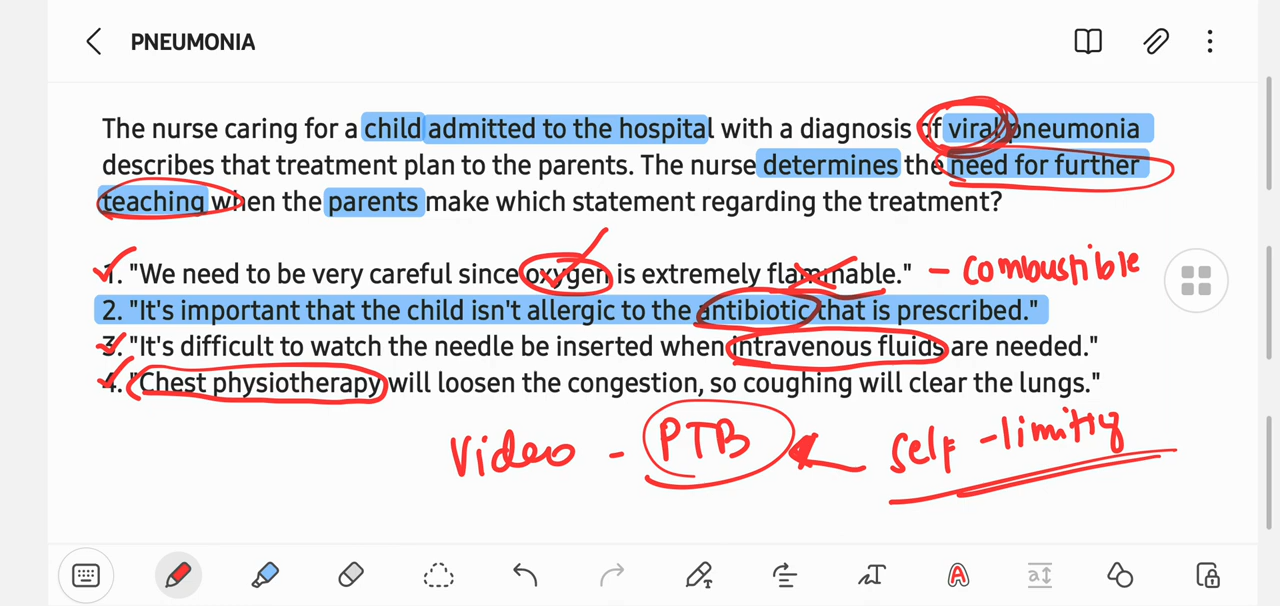 PNEUMONIA
The nurse caring for a child admitted to the hospital with a diagnosis of viral pneumonia
describes that treatment plan to the parents. The nurse determines the need for further
teaching when the parents make which statement regarding the treatment?
1. "We need to be very careful since oxygen is extremely flammable." - combustible
2. "It's important that the child isn't allergic to the antibiotic that is prescribed."
3. "It's difficult to watch the needle be inserted when intravenous fluids are needed."
4. "Chest physiotherapy will loosen the congestion, so coughing will clear the lungs."
Video - PTB self-limitig
A
a